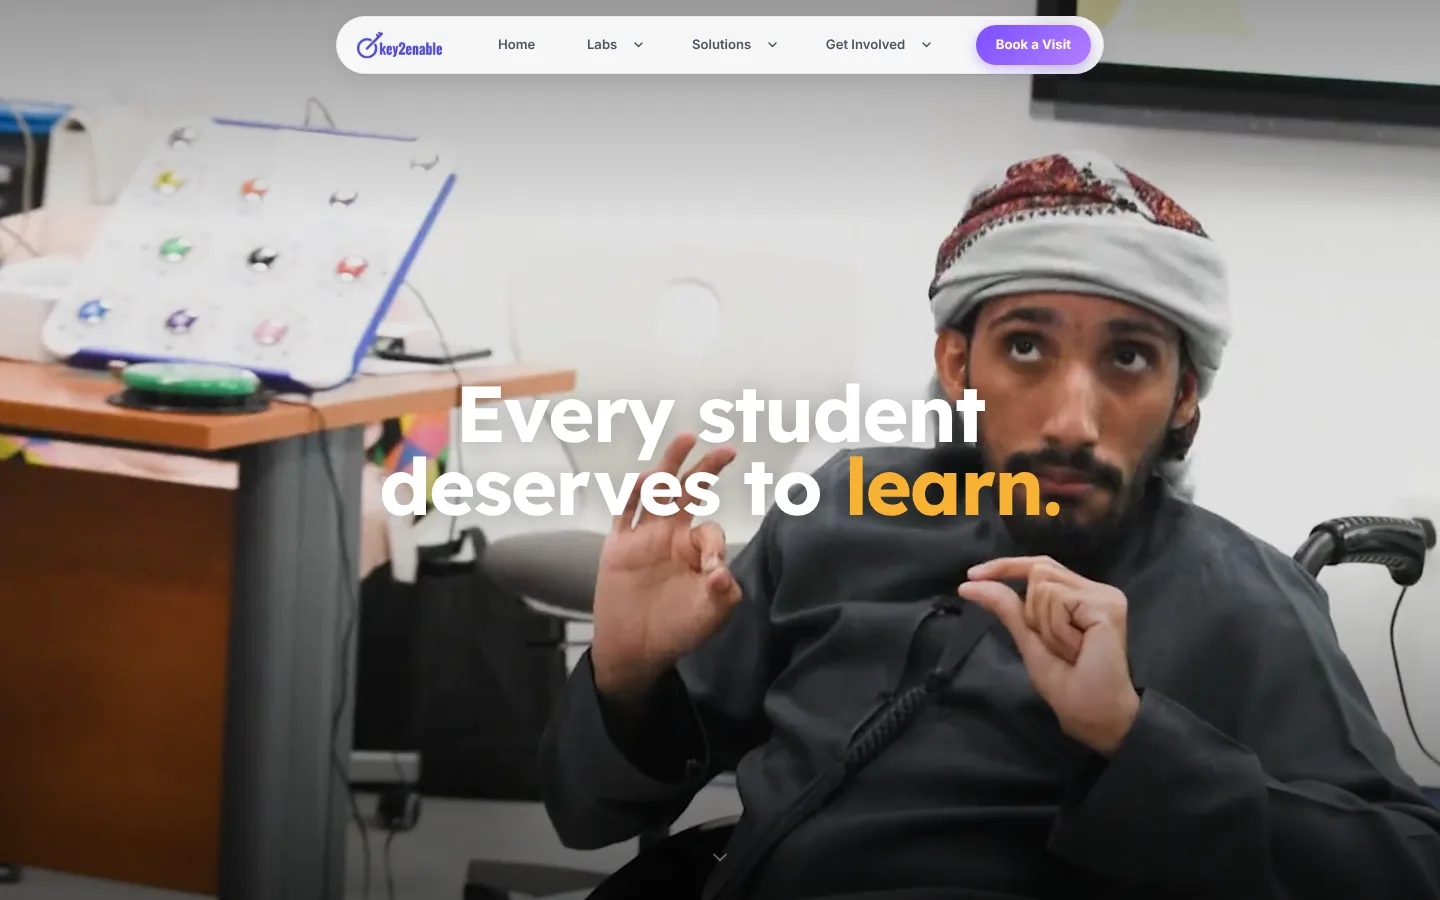 key2enable
Home
Labs
Solutions
Get Involved
Book a Visit
Every student
deserves to learn.